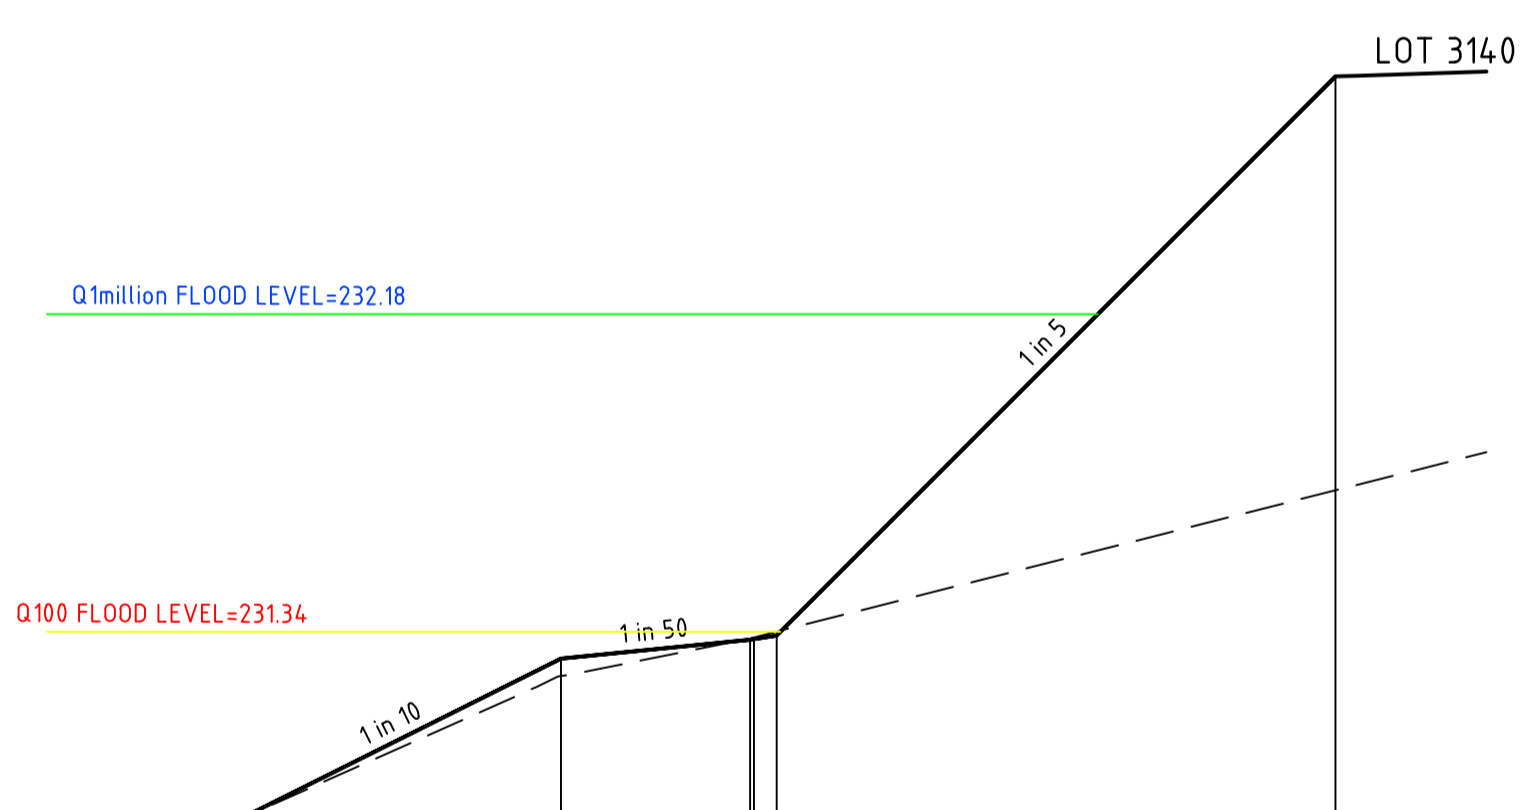 LOT 3140
Q1million FLOOD LEVEL=232.18
1 in 5
Q100 FLOOD LEVEL=231.34
1 in 50
1 in 10